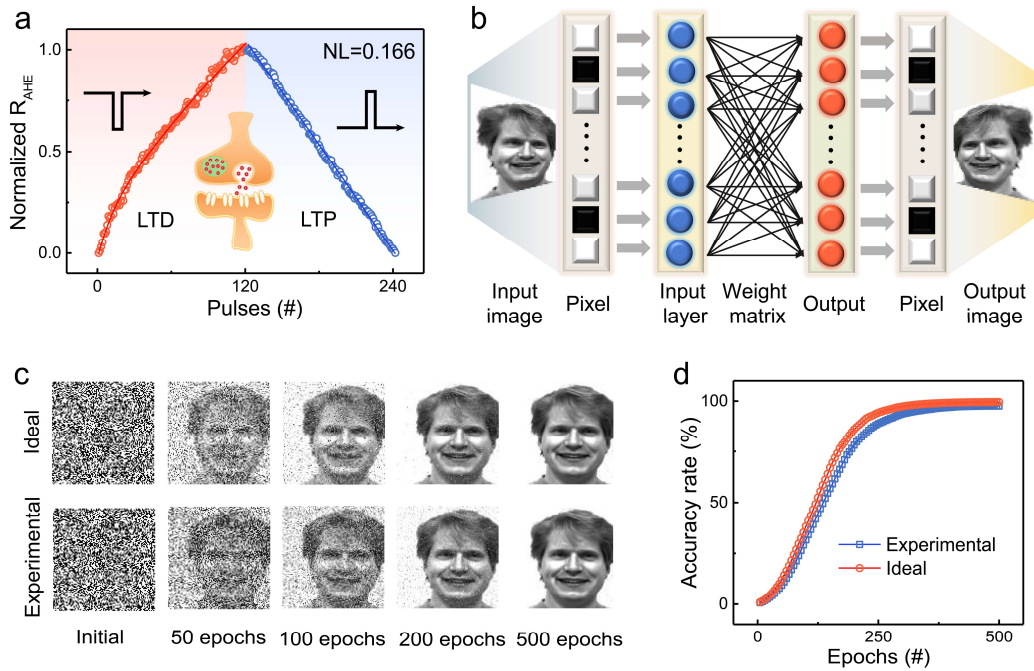 a
NL=0.166
Normalized R_AHE
1.0
0.5
0.0
LTD
LTP
0
120
240
Pulses (#)
b
Input
image
Pixel
Input
layer
Weight
matrix
Output
Pixel
Output
image
c
Ideal
Experimental
Initial
50 epochs
100 epochs
200 epochs
500 epochs
d
Accuracy rate (%)
100
50
0
Experimental
Ideal
0
250
500
Epochs (#)